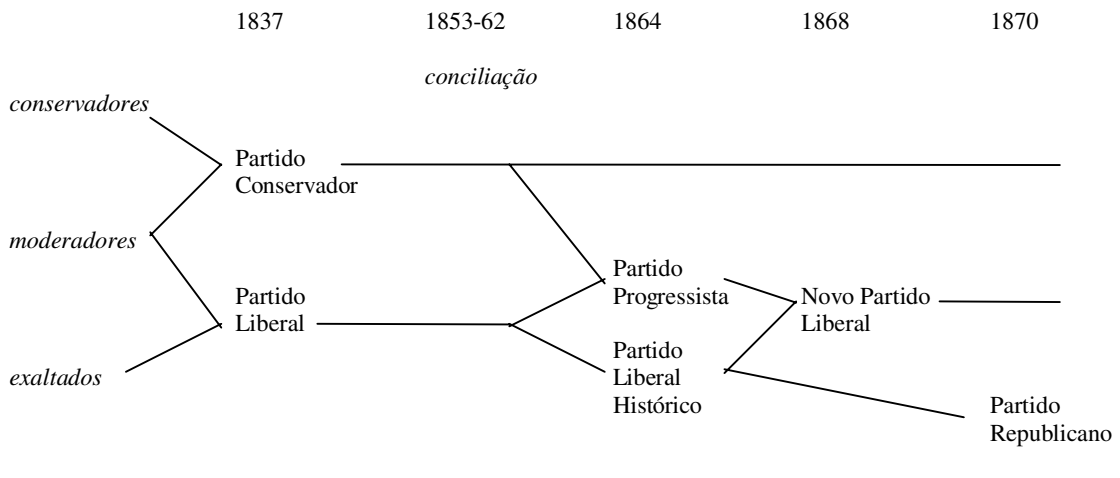 1837 1853-62 1864 1868 1870
conciliação
conservadores
Partido
Conservador
moderadores
Partido
Liberal
exaltados
Partido
Progressista
Partido
Liberal
Histórico
Novo Partido
Liberal
Partido
Republicano